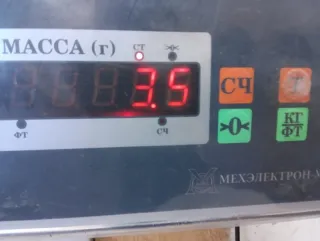 МАССА (г)
СТ
3.5
СЧ
Т
>0<
КГ
ФТ
ФТ
СЧ
МЕХЭЛЕКТРОН-М